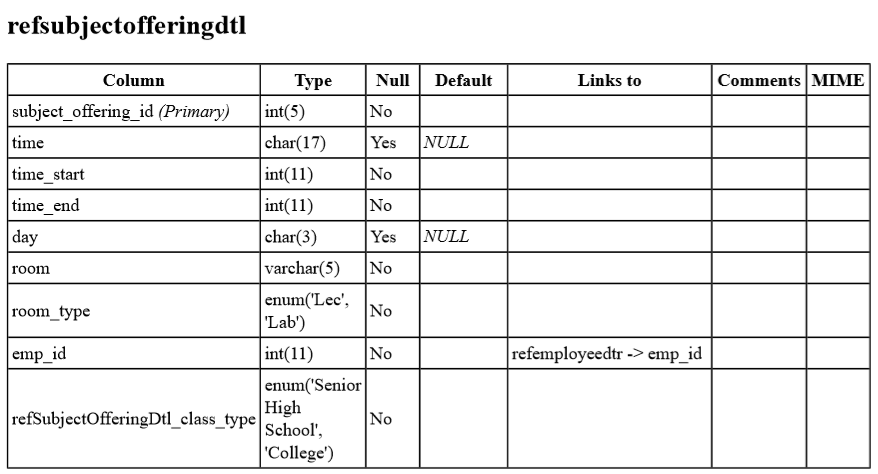 refsubjectofferingdtl
Column Type Null Default Links to Comments MIME
subject_offering_id (Primary) int(5) No
time char(17) Yes NULL
time_start int(11) No
time_end int(11) No
day char(3) Yes NULL
room varchar(5) No
room_type enum('Lec', 'Lab') No
emp_id int(11) No refemployeedtr -> emp_id
refSubjectOfferingDtl_class_type enum('Senior High School', 'College') No